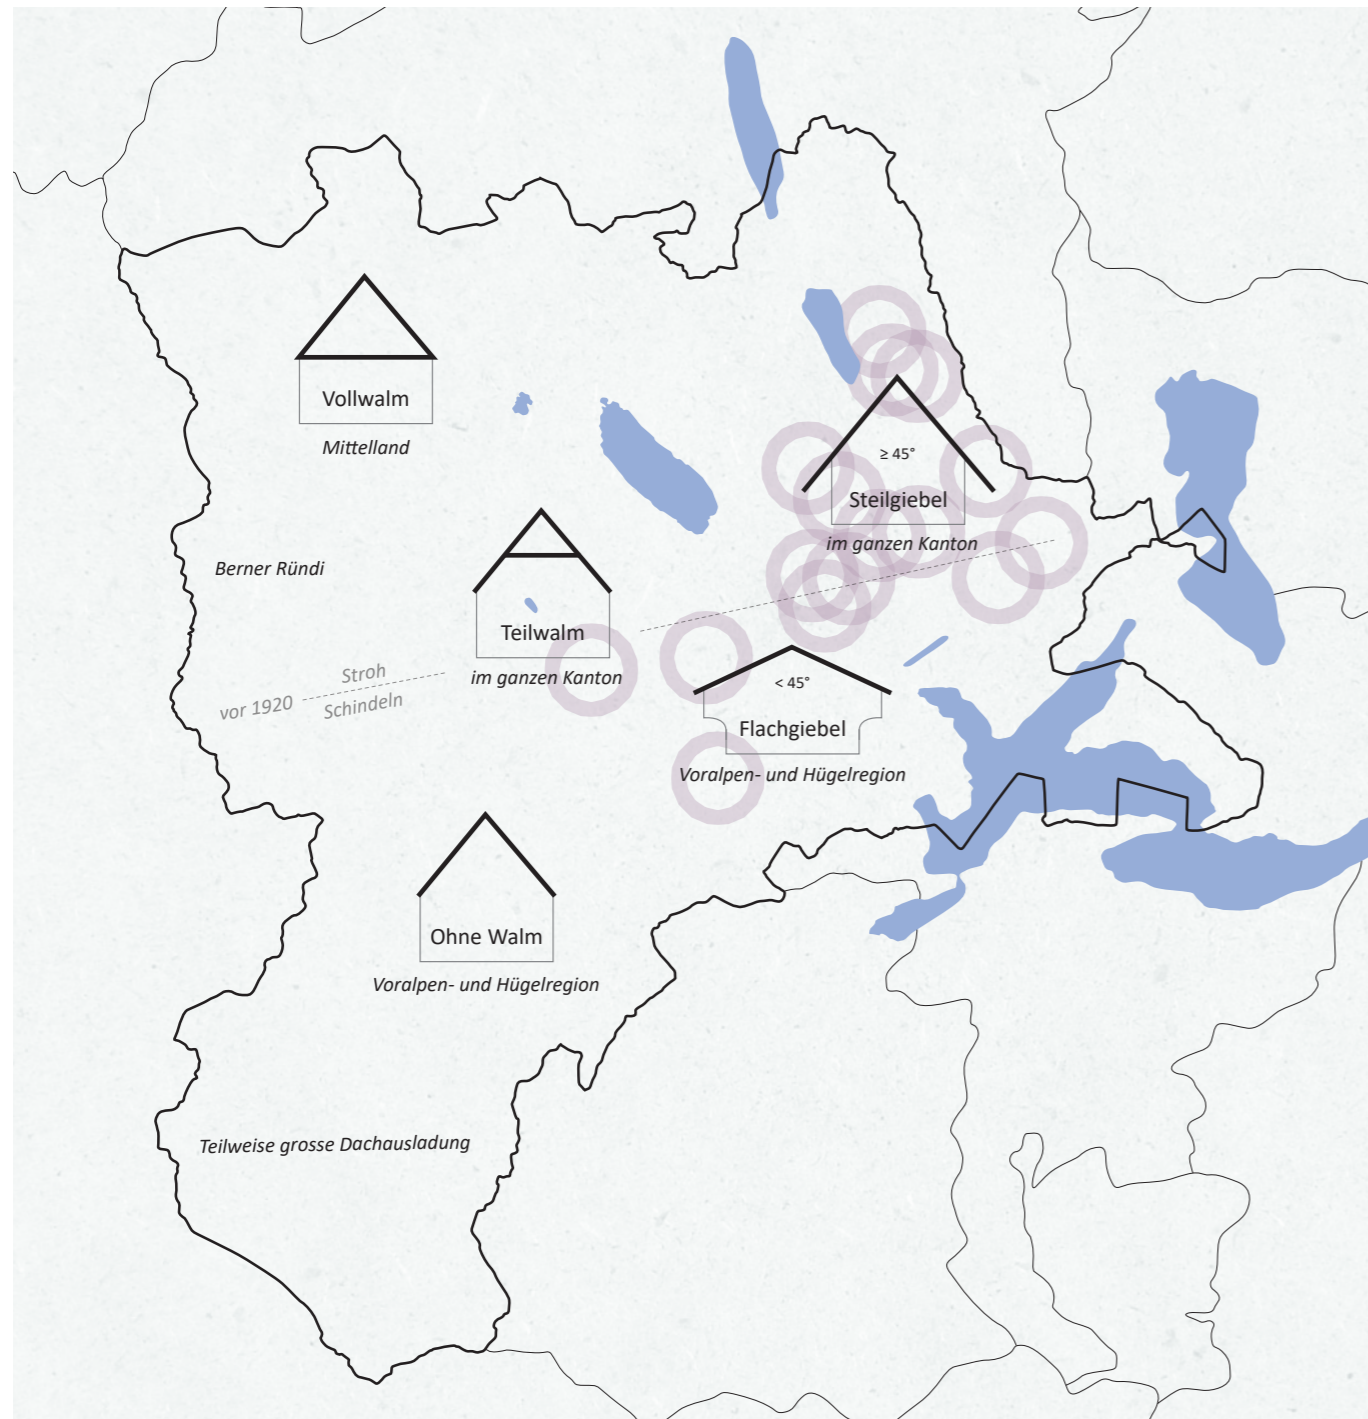 Vollwalm
Mittelland
≥ 45°
Steilgiebel
im ganzen Kanton
Berner Ründi
Teilwalm
im ganzen Kanton
vor 1920
Stroh
Schindeln
< 45°
Flachgiebel
Voralpen- und Hügelregion
Ohne Walm
Voralpen- und Hügelregion
Teilweise grosse Dachausladung